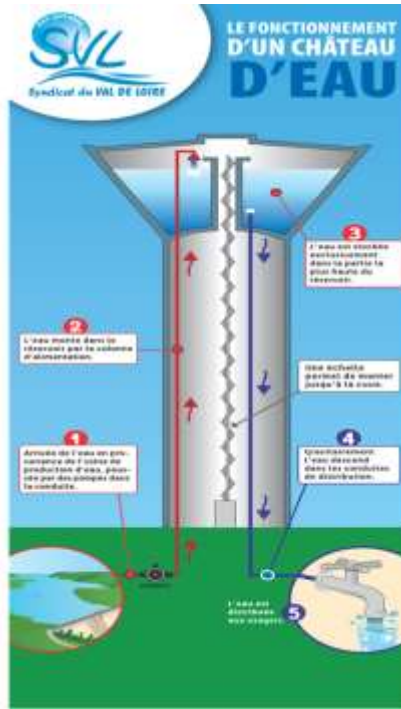 SVL
Syndicat du VAL DE LOIRE
LE FONCTIONNEMENT
D'UN CHÂTEAU
D'EAU
3
L'eau est stockée
exclusivement
dans la partie la
plus haute du
réservoir.
2
L'eau monte dans le
réservoir par la colonne
d'alimentation.
Une échelle
permet de monter
jusqu'à la cuve.
1
Arrivée de l'eau en pro-
venance de l'usine de
production d'eau, pous-
sée par des pompes dans
la conduite.
4
Gravitairement
l'eau descend
dans les conduites
de distribution.
L'eau est
distribuée
aux usagers.
5